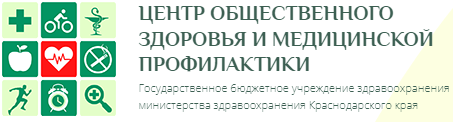 ЦЕНТР ОБЩЕСТВЕННОГО
ЗДОРОВЬЯ И МЕДИЦИНСКОЙ
ПРОФИЛАКТИКИ
Государственное бюджетное учреждение здравоохранения
министерства здравоохранения Краснодарского края